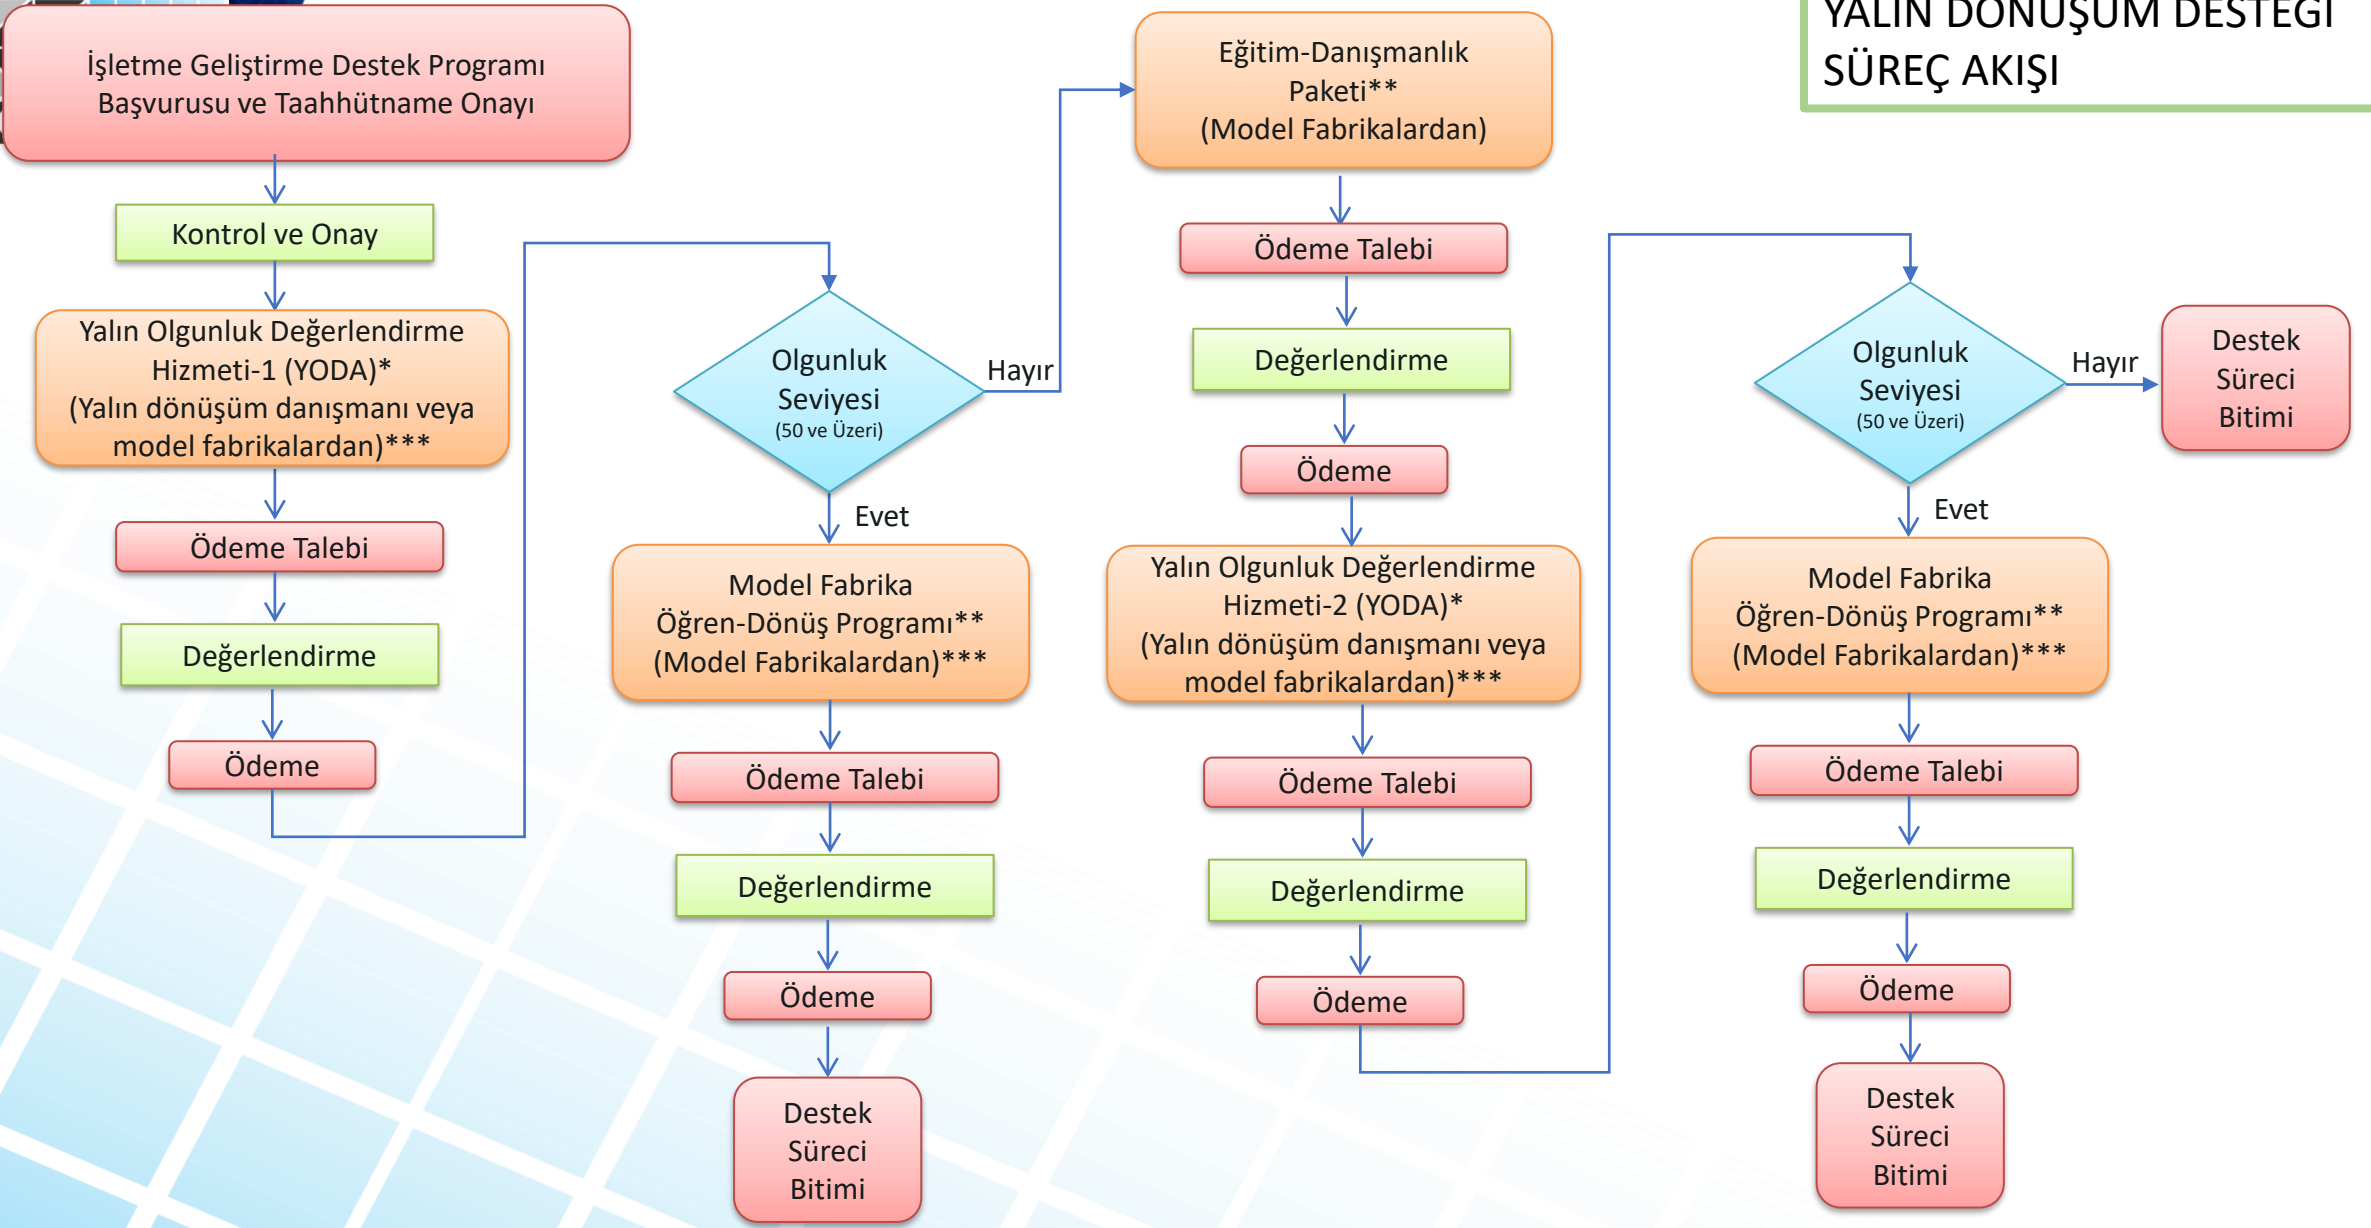 YALIN DÖNÜŞÜM DESTEĞİ
SÜREÇ AKIŞI
İşletme Geliştirme Destek Programı
Başvurusu ve Taahhütname Onayı
Kontrol ve Onay
Yalın Olgunluk Değerlendirme
Hizmeti-1 (YODA)*
(Yalın dönüşüm danışmanı veya
model fabrikalardan)***
Ödeme Talebi
Değerlendirme
Ödeme
Olgunluk
Seviyesi
(50 ve Üzeri)
Hayır
Evet
Model Fabrika
Öğren-Dönüş Programı**
(Model Fabrikalardan)***
Ödeme Talebi
Değerlendirme
Ödeme
Destek
Süreci
Bitimi
Eğitim-Danışmanlık
Paketi**
(Model Fabrikalardan)
Ödeme Talebi
Değerlendirme
Ödeme
Yalın Olgunluk Değerlendirme
Hizmeti-2 (YODA)*
(Yalın dönüşüm danışmanı veya
model fabrikalardan)***
Ödeme Talebi
Değerlendirme
Ödeme
Olgunluk
Seviyesi
(50 ve Üzeri)
Hayır
Destek
Süreci
Bitimi
Evet
Model Fabrika
Öğren-Dönüş Programı**
(Model Fabrikalardan)***
Ödeme Talebi
Değerlendirme
Ödeme
Destek
Süreci
Bitimi